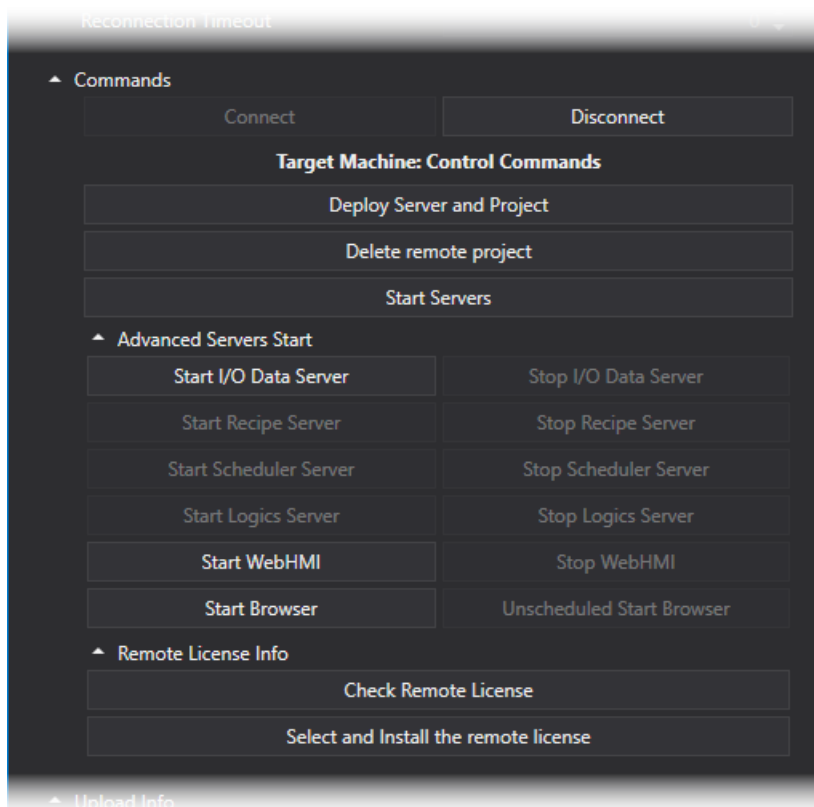 Reconnection Timeout
Commands
Connect Disconnect
Target Machine: Control Commands
Deploy Server and Project
Delete remote project
Start Servers
Advanced Servers Start
Start I/O Data Server Stop I/O Data Server
Start Recipe Server Stop Recipe Server
Start Scheduler Server Stop Scheduler Server
Start Logics Server Stop Logics Server
Start WebHMI Stop WebHMI
Start Browser Unscheduled Start Browser
Remote License Info
Check Remote License
Select and Install the remote license
Upload Info